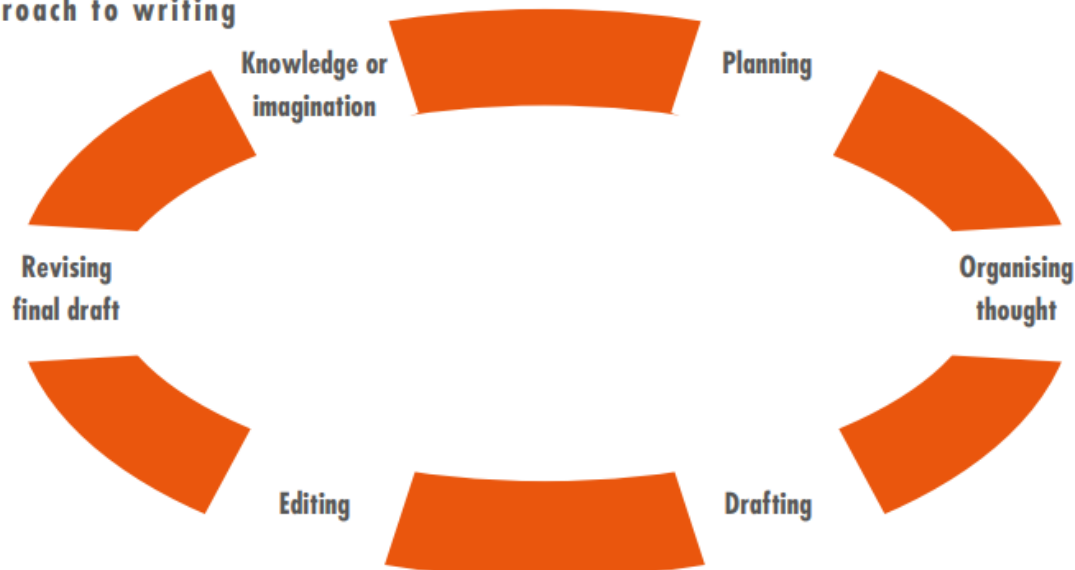 roach to writing
Knowledge or
imagination
Planning
Organising
thought
Drafting
Editing
Revising
final draft